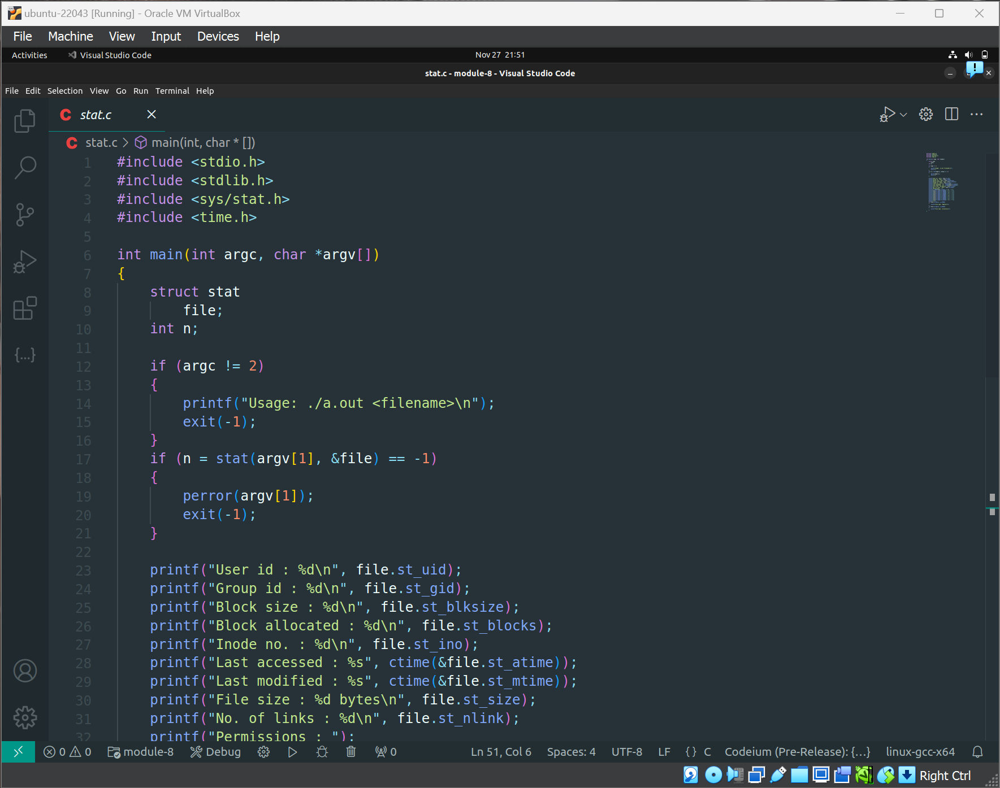 ubuntu-22043 [Running] - Oracle VM VirtualBox
File Machine View Input Devices Help
Activities Visual Studio Code Nov 27 21:51
stat.c - module-8 - Visual Studio Code
File Edit Selection View Go Run Terminal Help
C stat.c
C stat.c > main(int, char * [])
1 #include <stdio.h>
2 #include <stdlib.h>
3 #include <sys/stat.h>
4 #include <time.h>
5
6 int main(int argc, char *argv[])
7 {
8 struct stat
9 file;
10 int n;
11
12 if (argc != 2)
13 {
14 printf("Usage: ./a.out <filename>\n");
15 exit(-1);
16 }
17 if (n = stat(argv[1], &file) == -1)
18 {
19 perror(argv[1]);
20 exit(-1);
21 }
22
23 printf("User id : %d\n", file.st_uid);
24 printf("Group id : %d\n", file.st_gid);
25 printf("Block size : %d\n", file.st_blksize);
26 printf("Block allocated : %d\n", file.st_blocks);
27 printf("Inode no. : %d\n", file.st_ino);
28 printf("Last accessed : %s", ctime(&file.st_atime));
29 printf("Last modified : %s", ctime(&file.st_mtime));
30 printf("File size : %d bytes\n", file.st_size);
31 printf("No. of links : %d\n", file.st_nlink);
32 printf("Permissions : ");
0 0 module-8 Debug 0 Ln 51, Col 6 Spaces: 4 UTF-8 LF {} C Codeium (Pre-Release): {...} linux-gcc-x64
Right Ctrl